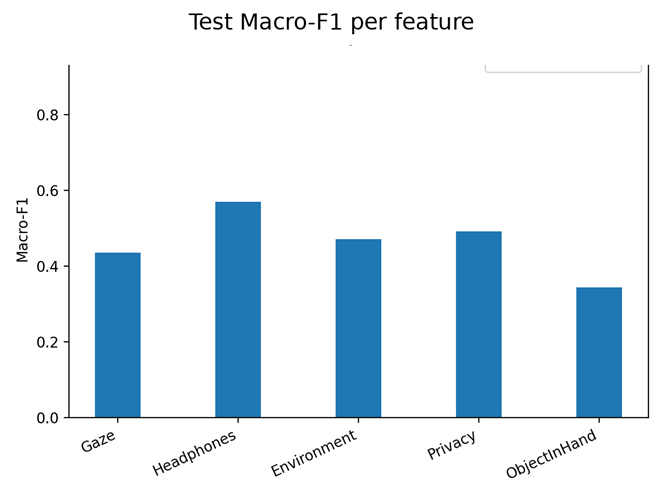 Test Macro-F1 per feature
0.8
0.6
0.4
0.2
0.0
Macro-F1
Gaze
Headphones
Environment
Privacy
ObjectInHand